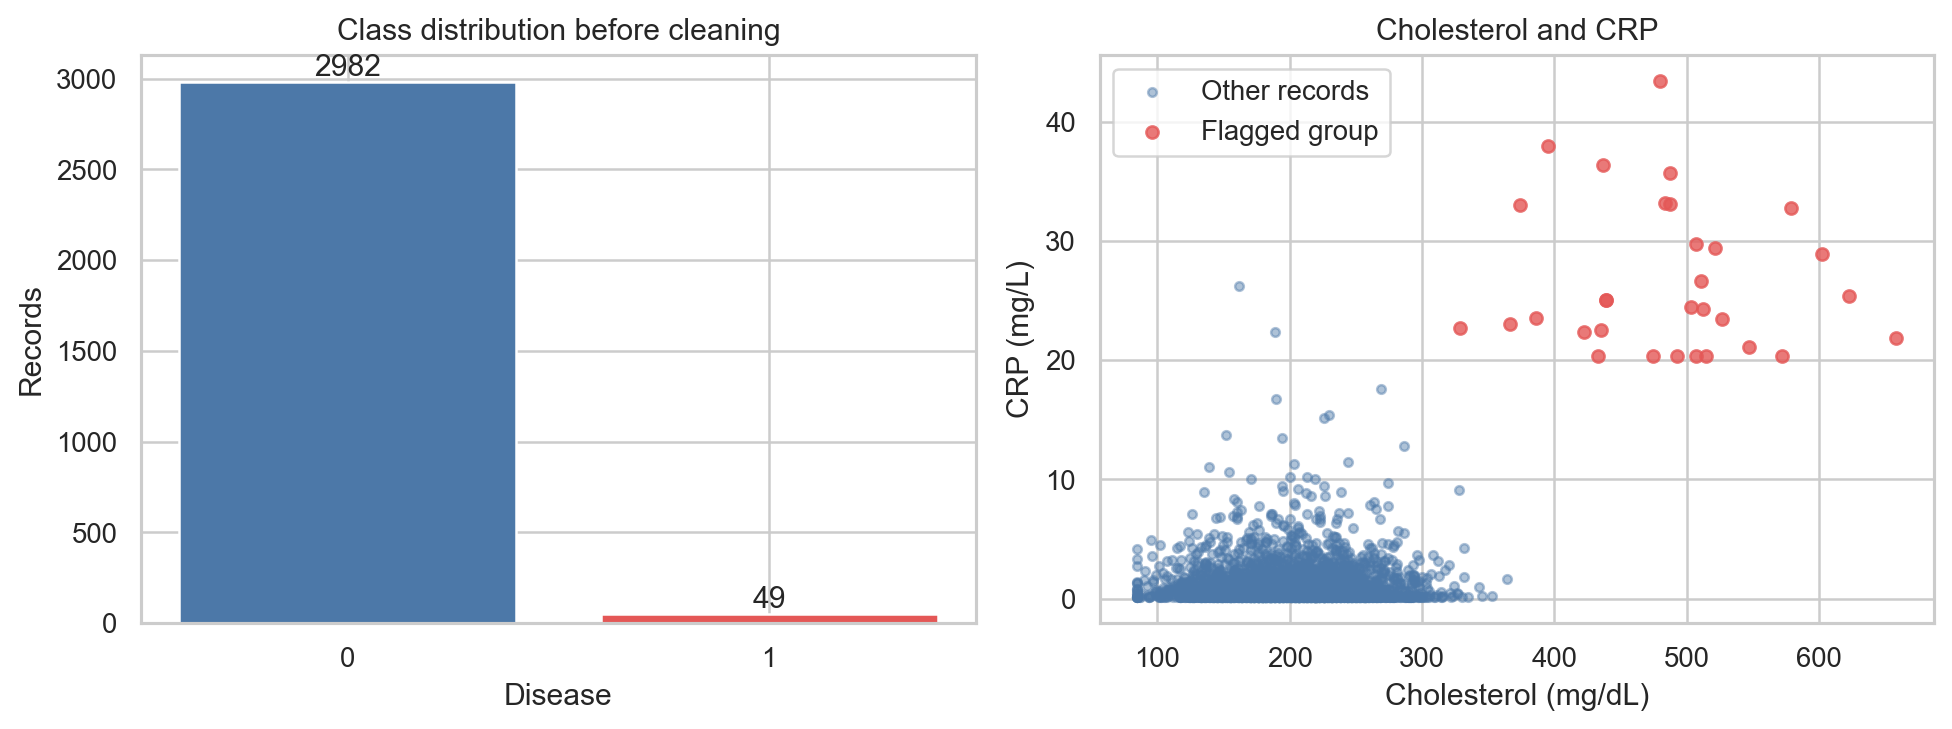 Class distribution before cleaning
2982
49
3000
2500
2000
1500
1000
500
0
Records
0 1
Disease
Cholesterol and CRP
Other records
Flagged group
40
30
20
10
0
CRP (mg/L)
100 200 300 400 500 600
Cholesterol (mg/dL)